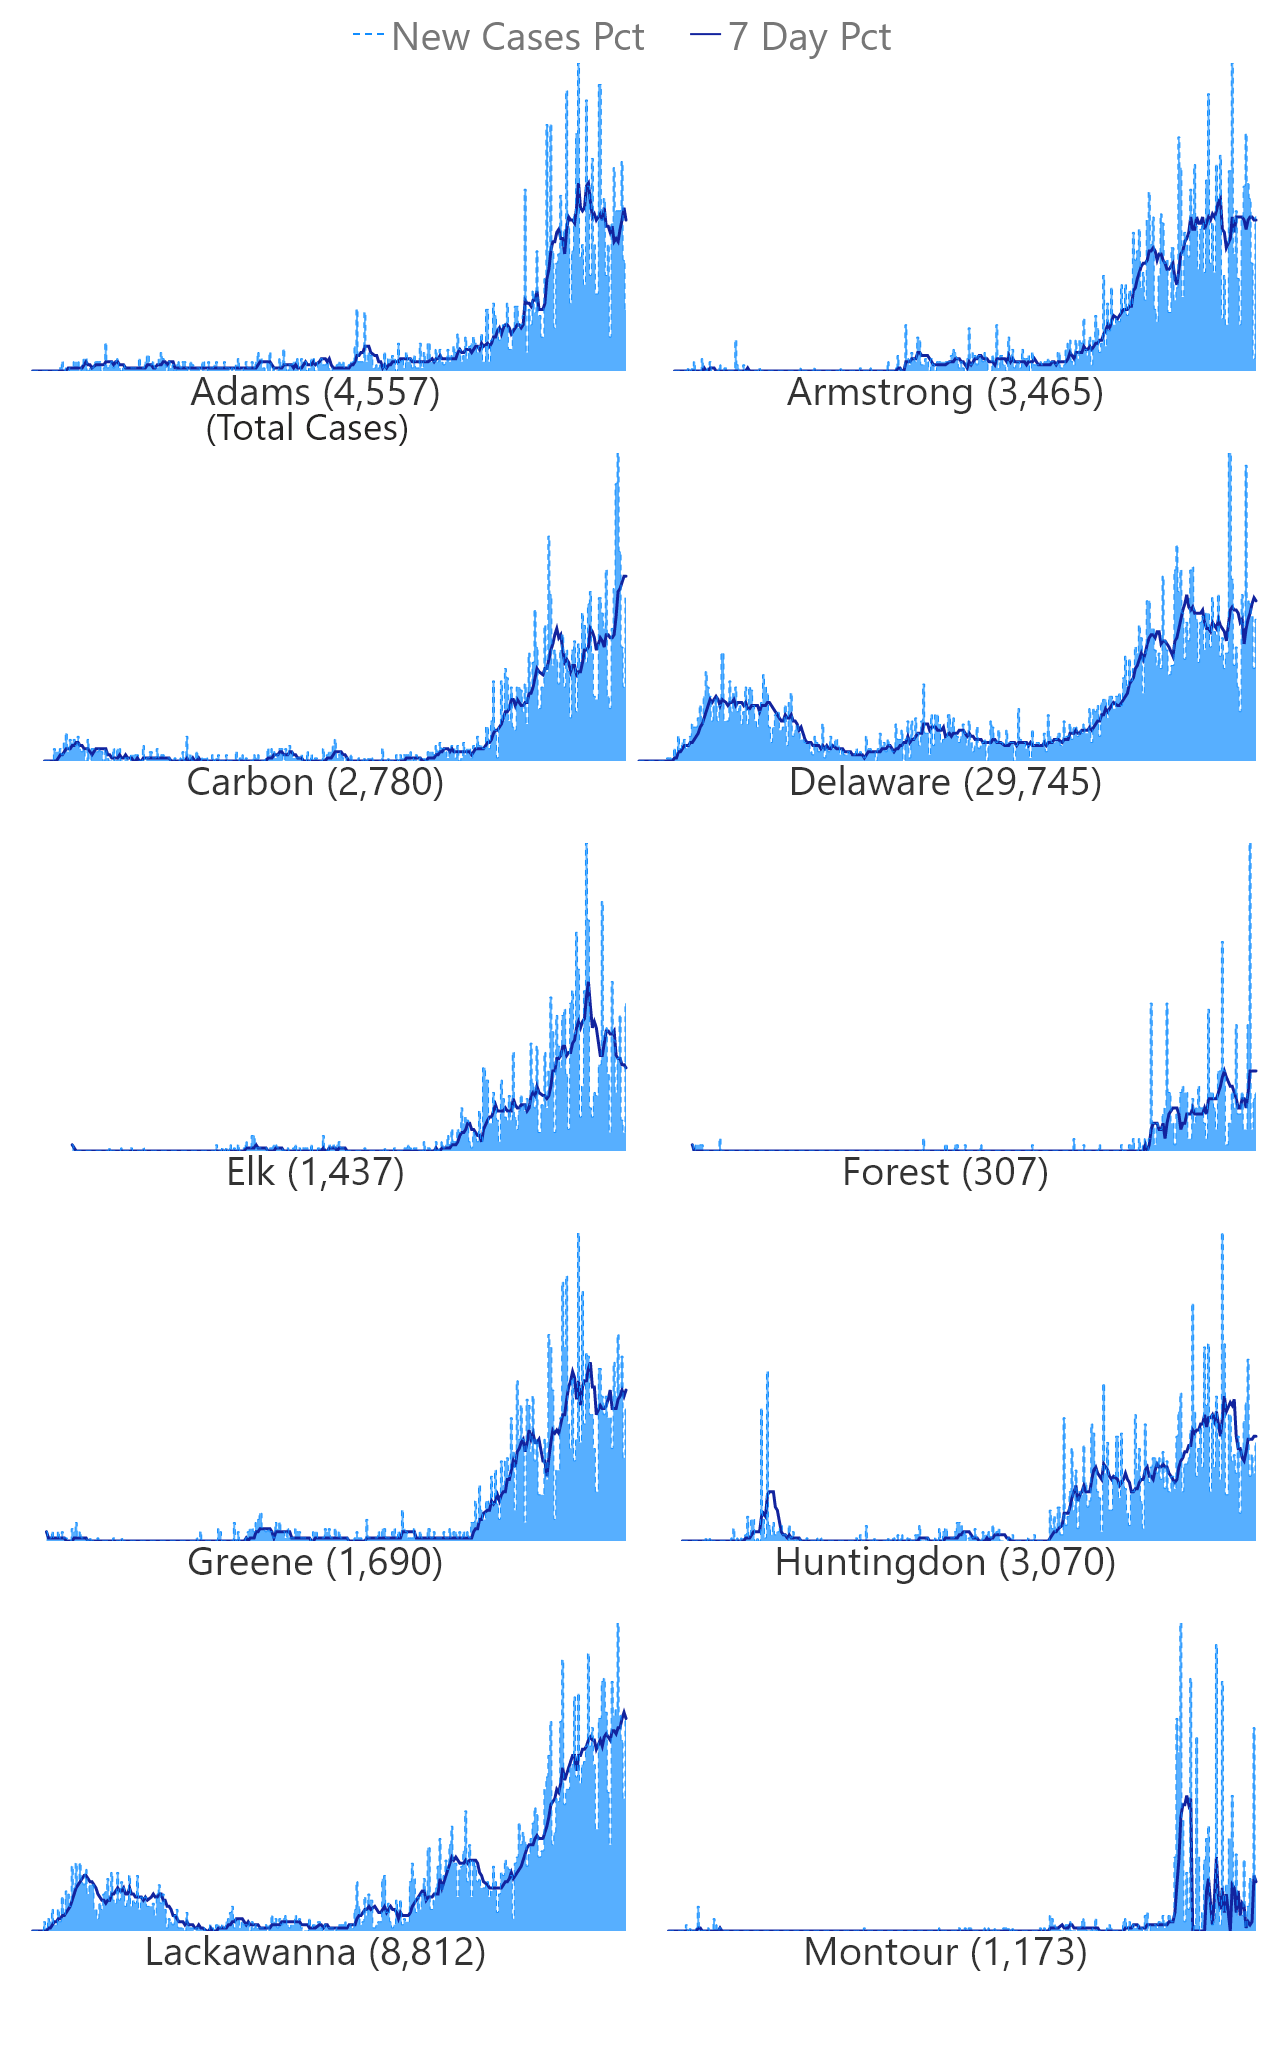 New Cases Pct 7 Day Pct
Adams (4,557) Armstrong (3,465)
(Total Cases)
Carbon (2,780) Delaware (29,745)
Elk (1,437) Forest (307)
Greene (1,690) Huntingdon (3,070)
Lackawanna (8,812) Montour (1,173)